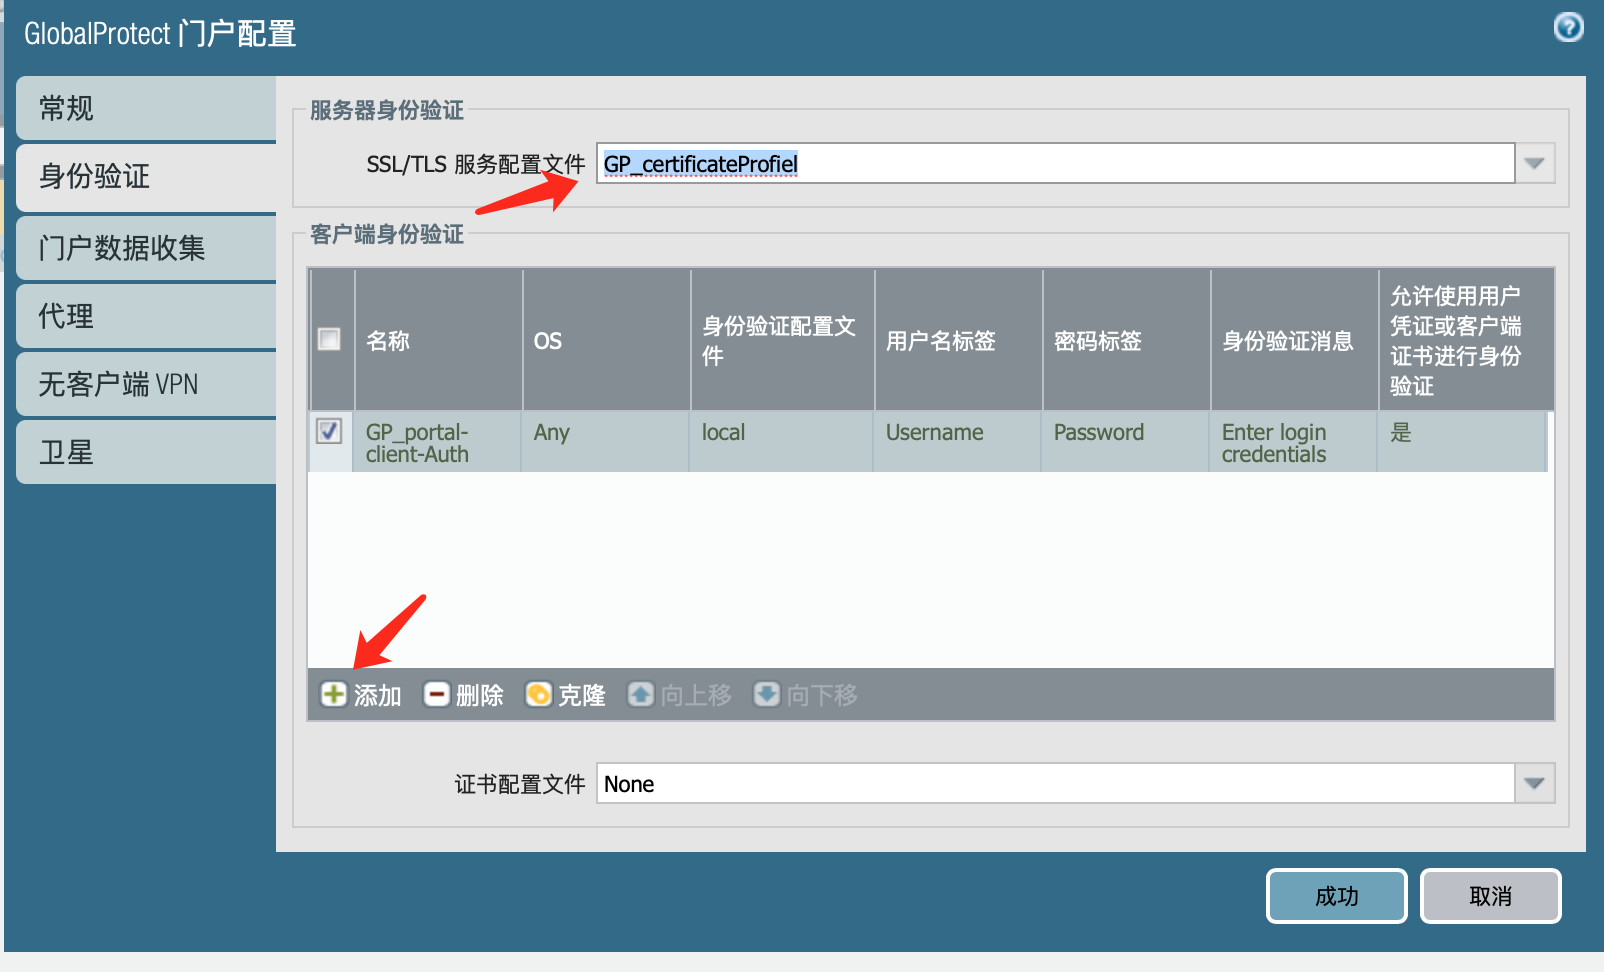 GlobalProtect 门户配置
常规
身份验证
门户数据收集
代理
无客户端 VPN
卫星
服务器身份验证
SSL/TLS 服务配置文件 GP_certificateProfiel
客户端身份验证
名称
OS
身份验证配置文
件
用户名标签
密码标签
身份验证消息
允许使用用户
凭证或客户端
证书进行身份
验证
GP_portal-
client-Auth
Any
local
Username
Password
Enter login
credentials
是
添加 删除 克隆 向上移 向下移
证书配置文件 None
成功 取消